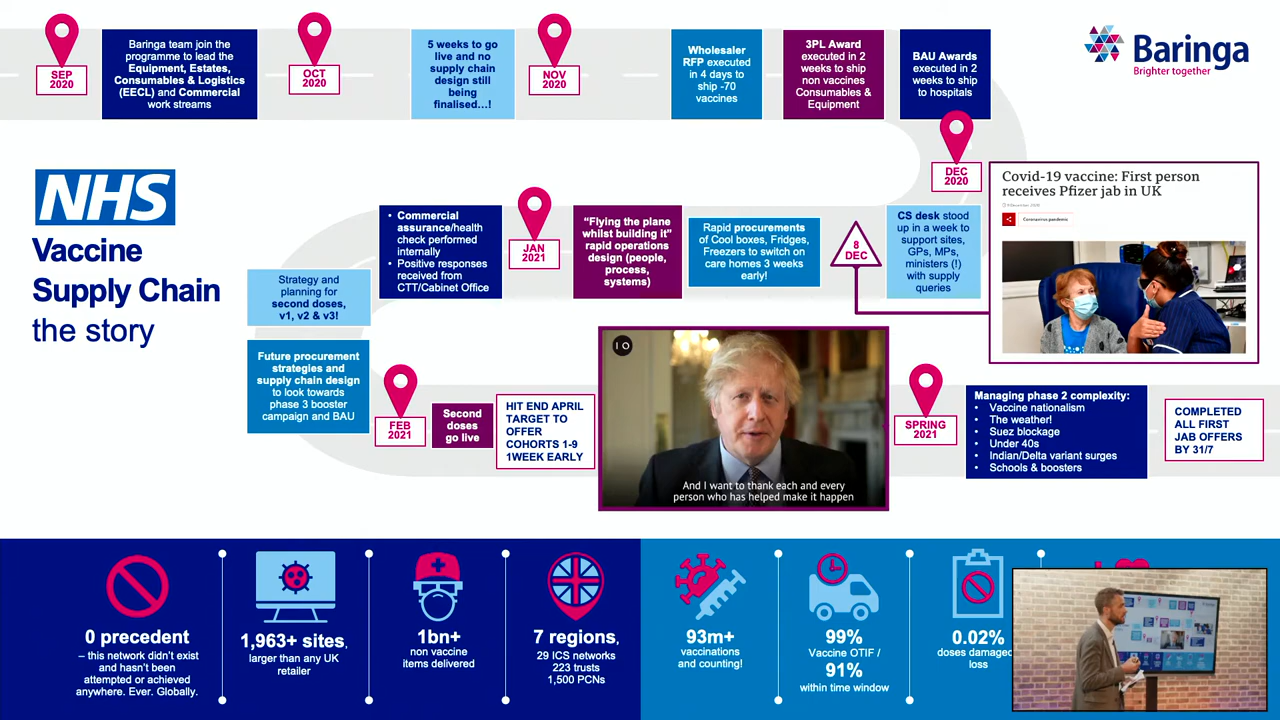 SEP
2020
Baringa team join the
programme to lead the
Equipment, Estates,
Consumables & Logistics
(EECL) and Commercial
work streams
OCT
2020
5 weeks to go
live and no
supply chain
design still
being
finalised...!
NOV
2020
Wholesaler
RFP executed
in 4 days to
ship -70
vaccines
3PL Award
executed in 2
weeks to ship
non vaccines
Consumables &
Equipment
BAU Awards
executed in 2
weeks to ship
to hospitals
Baringa
Brighter together
DEC
2020
Covid-19 vaccine: First person
receives Pfizer jab in UK
Coronavirus pandemic
NHS
Vaccine
Supply Chain
the story
Strategy and
planning for
second doses,
v1, v2 & v3!
• Commercial
assurance/health
check performed
internally
• Positive responses
received from
CTT/Cabinet Office
JAN
2021
“Flying the plane
whilst building it”
rapid operations
design (people,
process,
systems)
Rapid procurements
of Cool boxes, Fridges,
Freezers to switch on
care homes 3 weeks
early!
8
DEC
CS desk stood
up in a week to
support sites,
GPs, MPs,
ministers (!)
with supply
queries
Future procurement
strategies and
supply chain design
to look towards
phase 3 booster
campaign and BAU
FEB
2021
Second
doses
go live
HIT END APRIL
TARGET TO
OFFER
COHORTS 1-9
1WEEK EARLY
10
And I want to thank each and every
person who has helped make it happen
SPRING
2021
Managing phase 2 complexity:
• Vaccine nationalism
• The weather!
• Suez blockage
• Under 40s
• Indian/Delta variant surges
• Schools & boosters
COMPLETED
ALL FIRST
JAB OFFERS
BY 31/7
0 precedent
– this network didn’t exist
and hasn’t been
attempted or achieved
anywhere. Ever. Globally.
1,963+ sites,
larger than any UK
retailer
1bn+
non vaccine
items delivered
7 regions,
29 ICS networks
223 trusts
1,500 PCNs
93m+
vaccinations
and counting!
99%
Vaccine OTIF /
91%
within time window
0.02%
doses damaged
loss